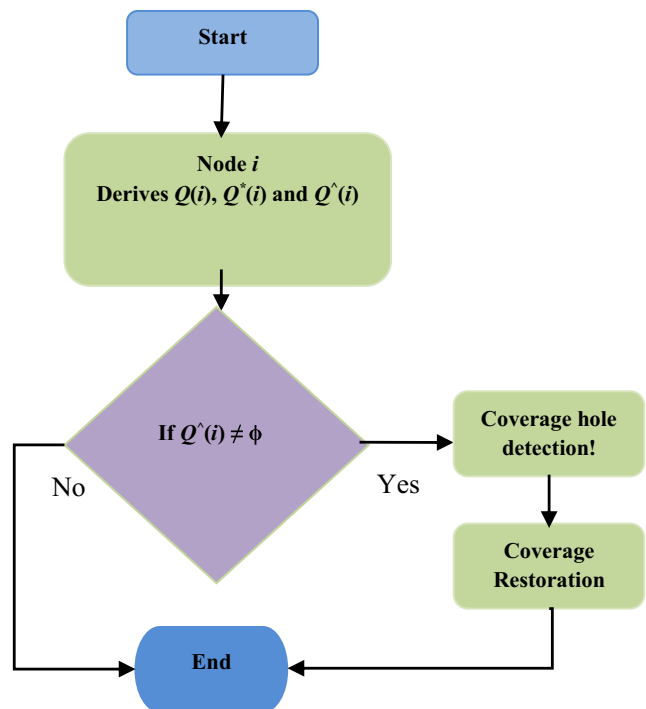 Start
Node i
Derives Q(i), Q*(i) and Q^(i)
If Q^(i) ≠ ϕ
No
Yes
Coverage hole
detection!
Coverage
Restoration
End